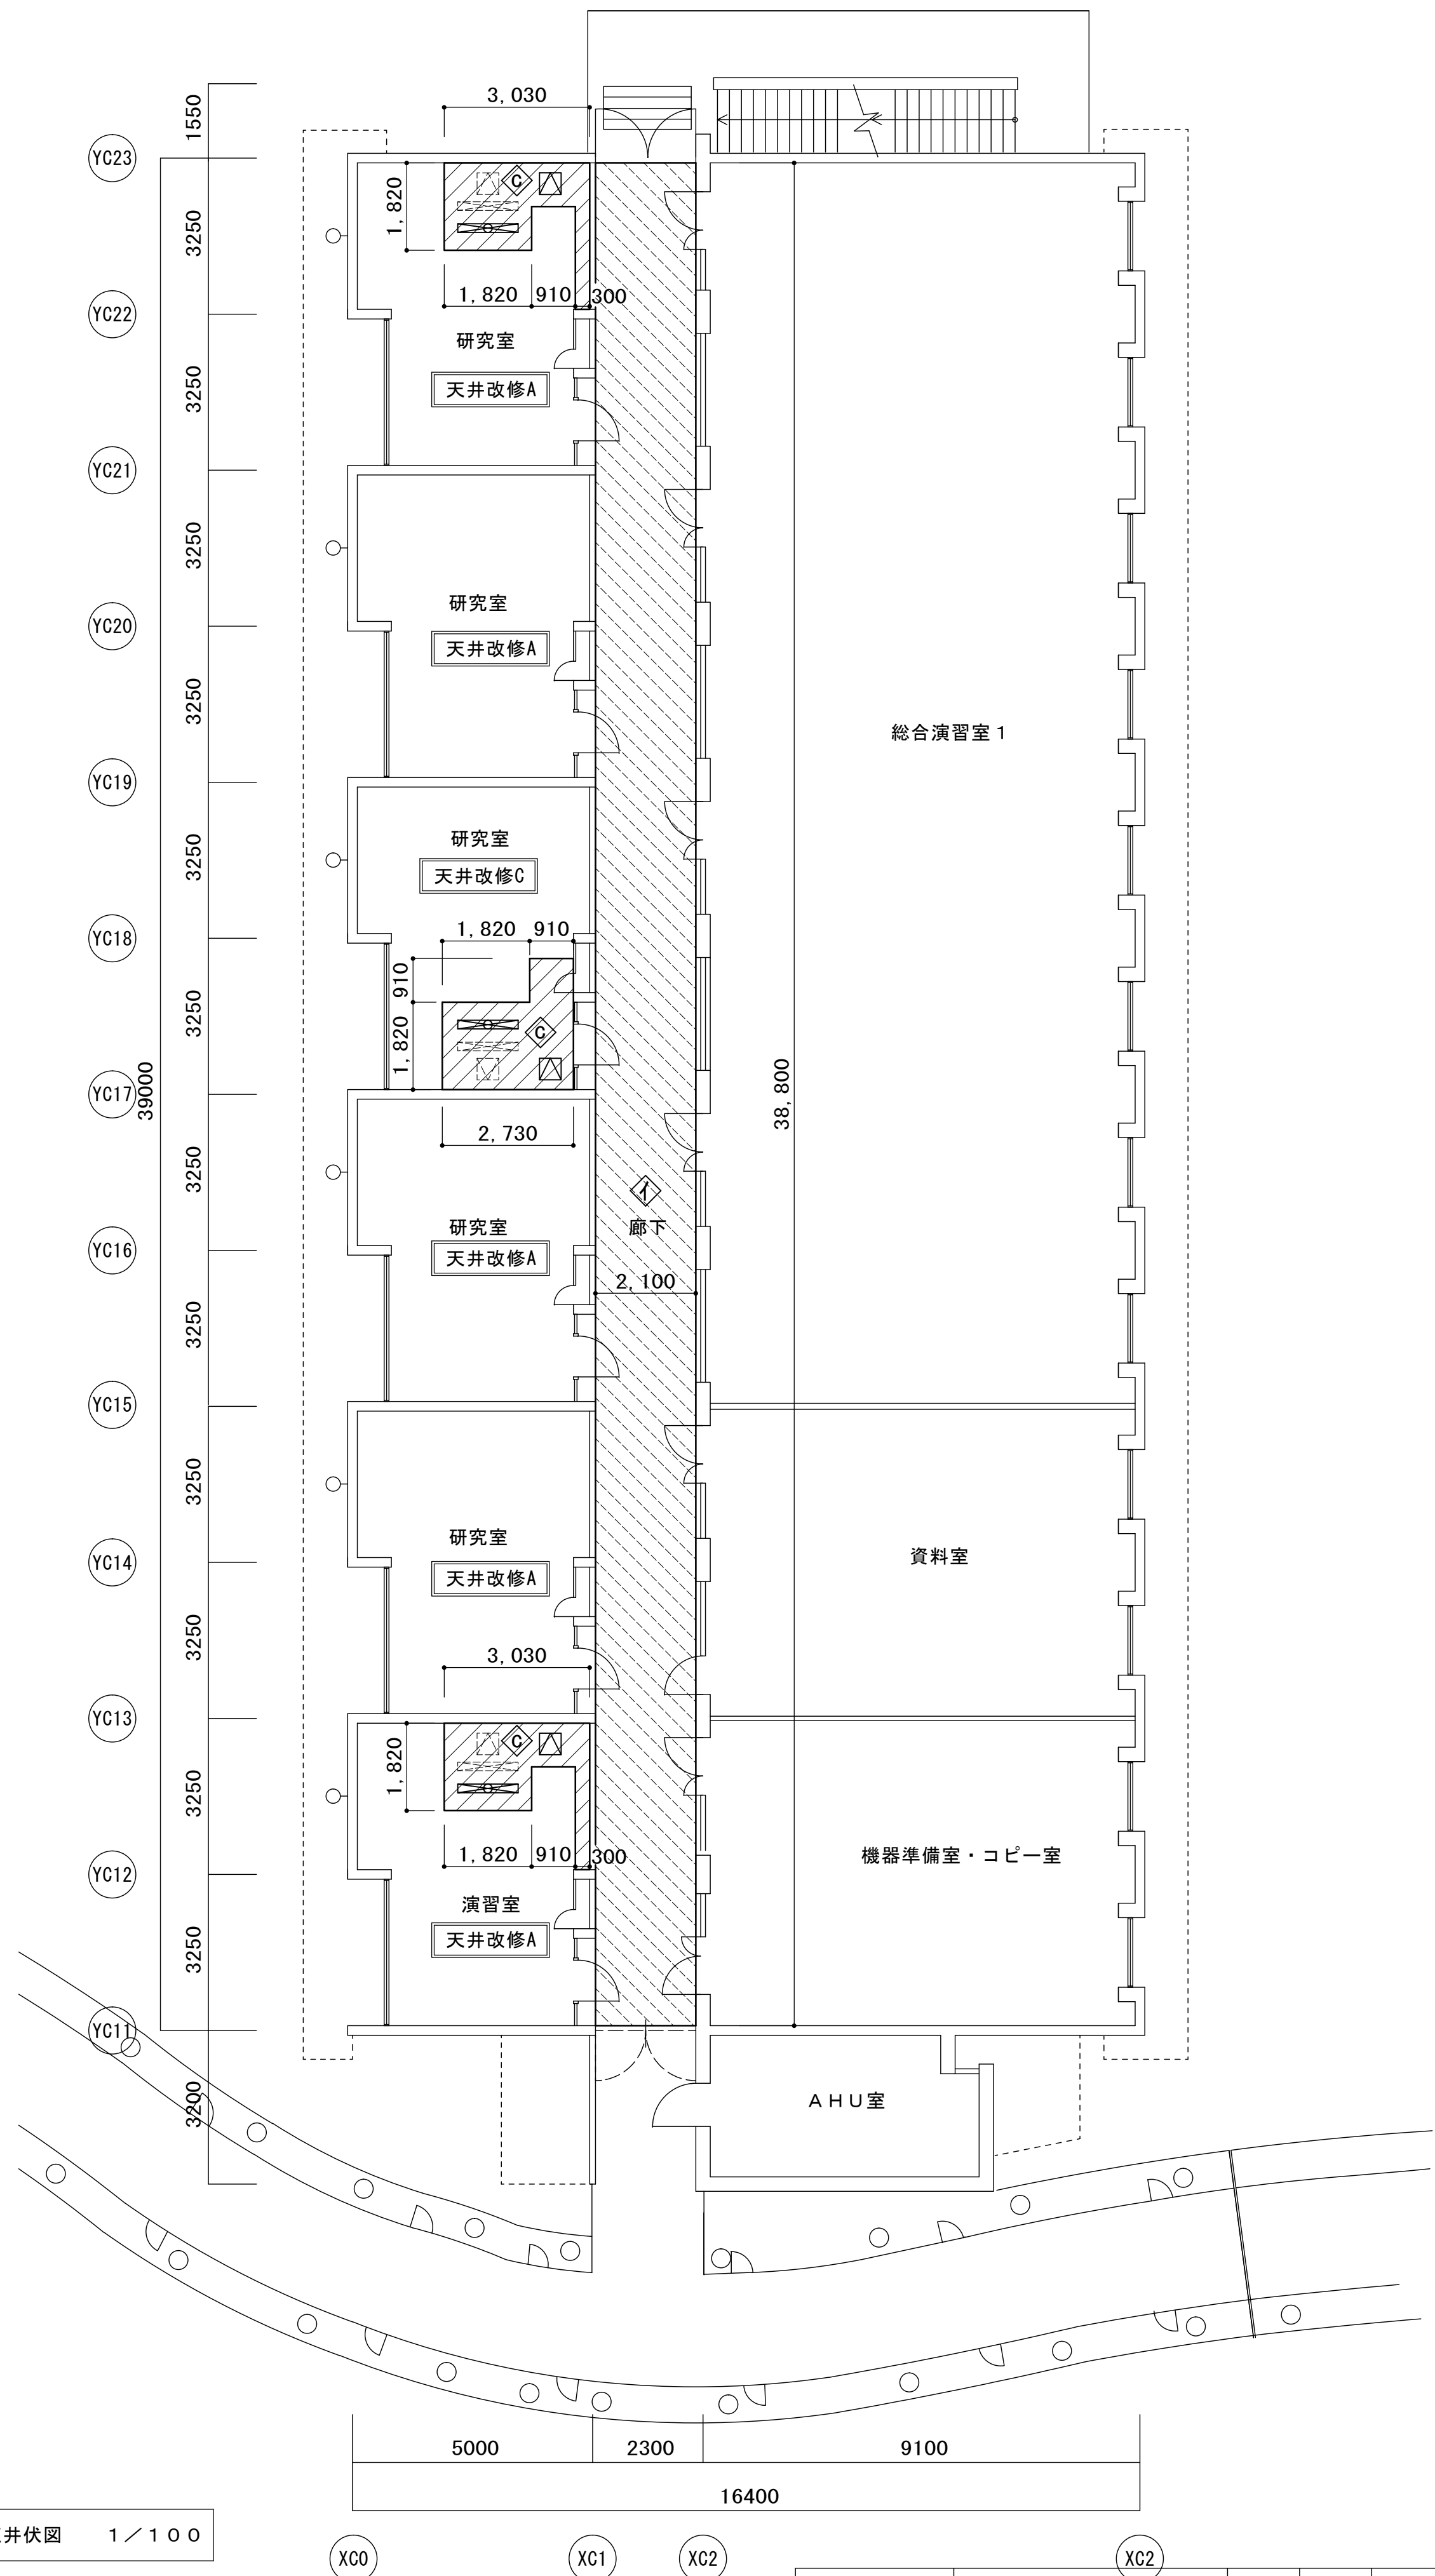 3,030
1550
YC23
1,820
C
3250
1,820 910 300
YC22
研究室
3250
天井改修A
YC21
3250
研究室
YC20
天井改修A
3250
総合演習室1
YC19
研究室
3250
天井改修C
1,820 910
YC18
910
3250
C
1,820
39000
38,800
YC17
2,730
3250
イ
研究室
廊下
YC16
天井改修A
2,100
3250
YC15
3250
研究室
資料室
YC14
天井改修A
3250
3,030
YC13
C
1,820
3250
1,820 910 300
機器準備室・コピー室
YC12
演習室
天井改修A
3250
YC11
3200
AHU室
5000 2300 9100
16400
井伏図 1/100
XC0 XC1 XC2 XC2